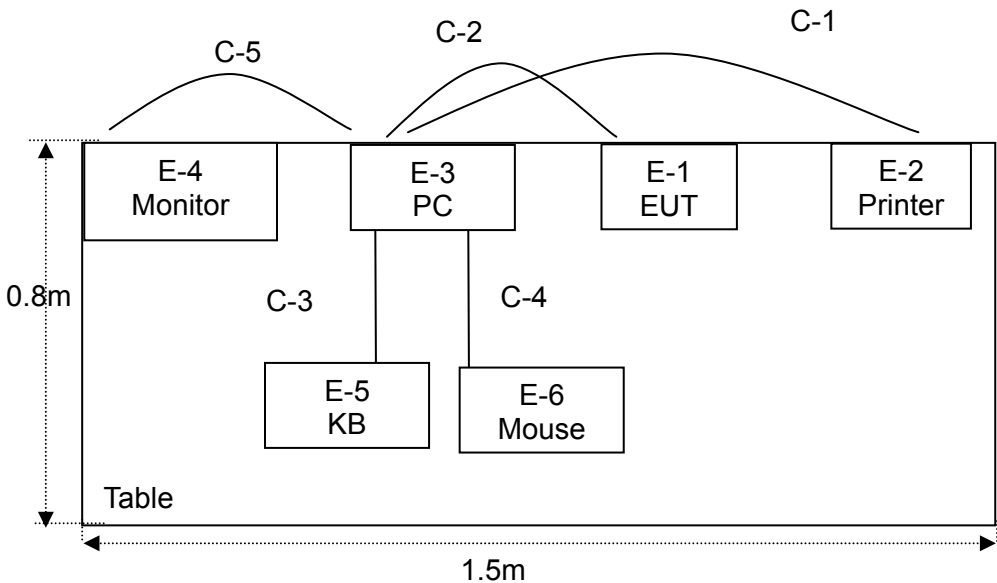 C-1
C-2
C-5
E-4
Monitor
E-3
PC
E-1
EUT
E-2
Printer
0.8m
C-3
C-4
E-5
KB
E-6
Mouse
Table
1.5m